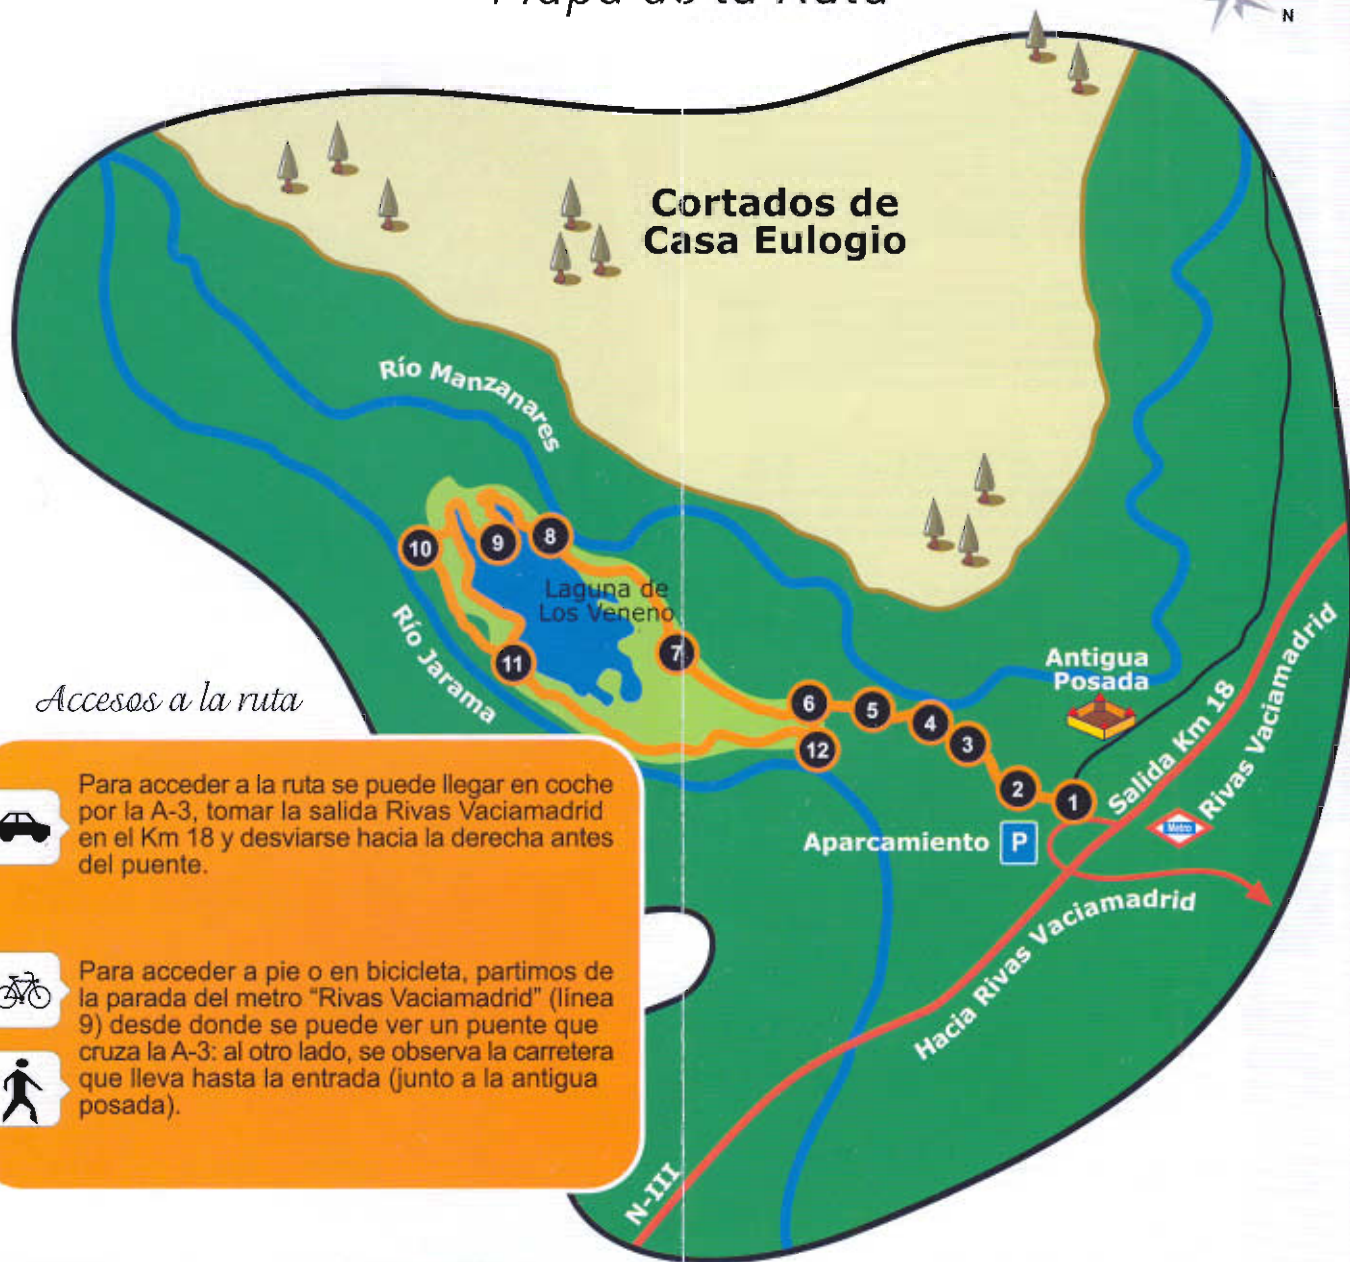 Mapa de la Ruta
N
Cortados de
Casa Eulogio
Río Manzanares
10
9
8
Laguna de
Los Veneno
Río Jarama
11
7
6
5
4
3
12
2
1
Antigua
Posada
Salida Km 18
Rivas Vaciamadrid
Metro
Aparcamiento
P
Hacia Rivas Vaciamadrid
N-III
Accesos a la ruta
Para acceder a la ruta se puede llegar en coche
por la A-3, tomar la salida Rivas Vaciamadrid
en el Km 18 y desviarse hacia la derecha antes
del puente.
Para acceder a pie o en bicicleta, partimos de
la parada del metro “Rivas Vaciamadrid” (línea
9) desde donde se puede ver un puente que
cruza la A-3: al otro lado, se observa la carretera
que lleva hasta la entrada (junto a la antigua
posada).